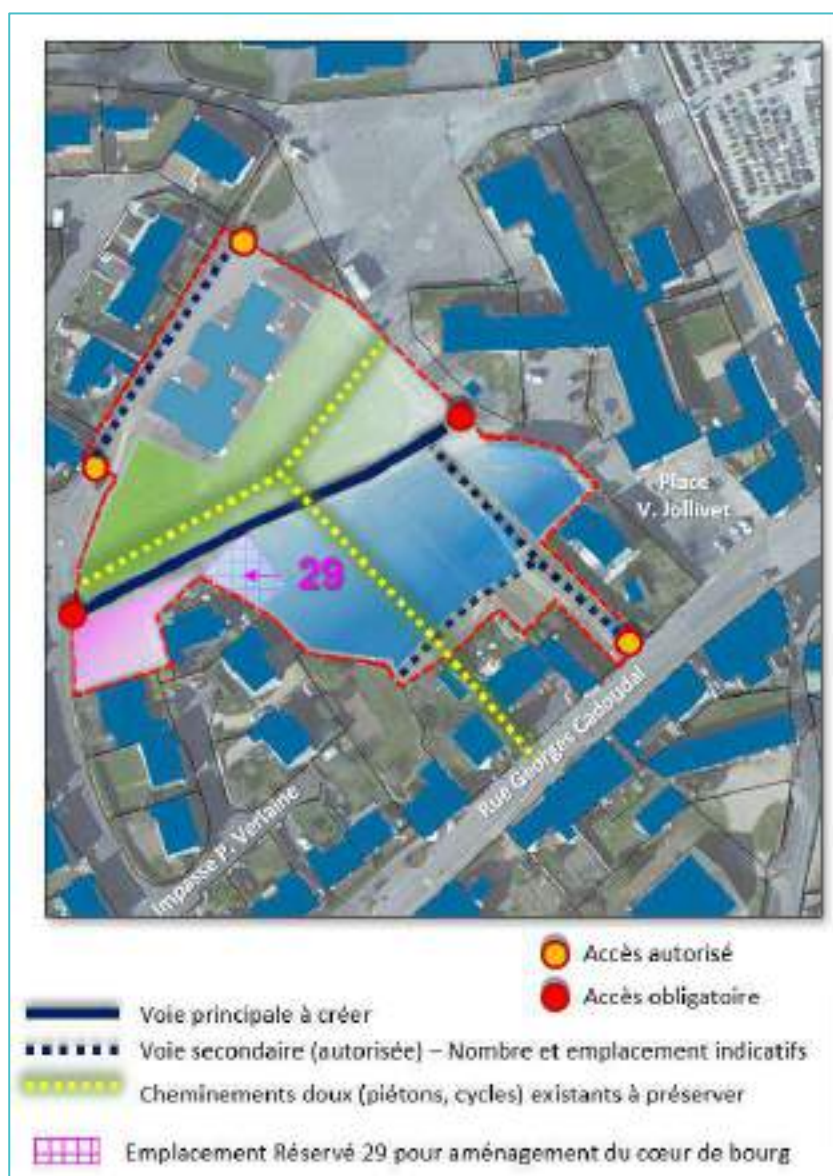 Place
V. Jollivet
29
Rue Georges Cadoudal
Impasse P. Verlaine
Accès autorisé
Accès obligatoire
Voie principale à créer
Voie secondaire (autorisée) – Nombre et emplacement indicatifs
Cheminements doux (piétons, cycles) existants à préserver
Emplacement Réservé 29 pour aménagement du cœur de bourg